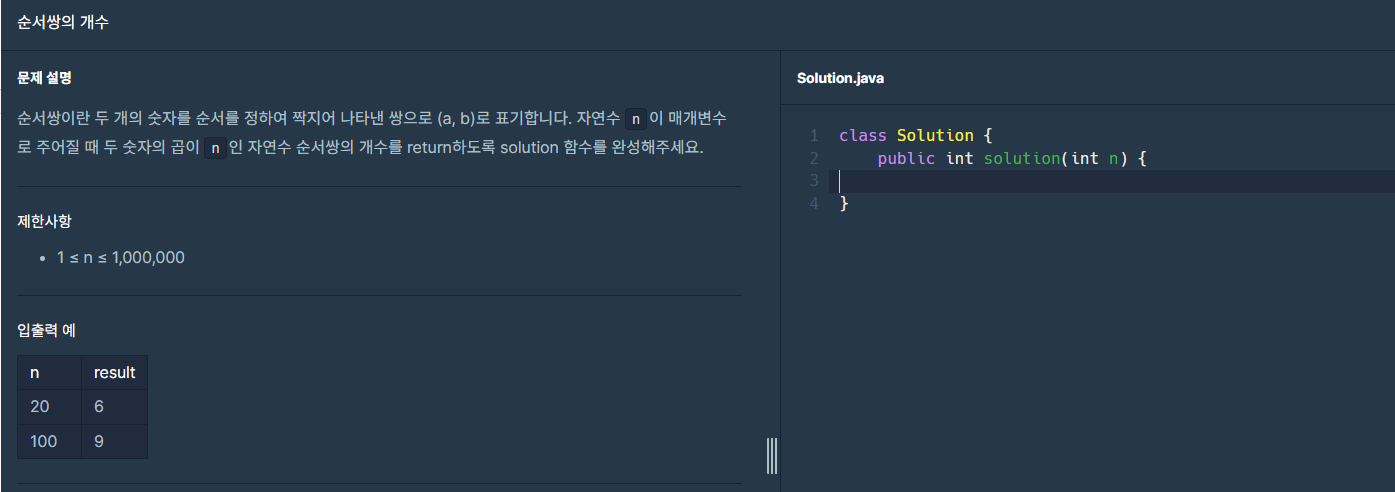 순서쌍의 개수
문제 설명
순서쌍이란 두 개의 숫자를 순서를 정하여 짝지어 나타낸 쌍으로 (a, b)로 표기합니다. 자연수 n 이 매개변수
로 주어질 때 두 숫자의 곱이 n 인 자연수 순서쌍의 개수를 return하도록 solution 함수를 완성해주세요.
제한사항
• 1 ≤ n ≤ 1,000,000
입출력 예
n result
20 6
100 9
Solution.java
1 class Solution {
2     public int solution(int n) {
3
4 }